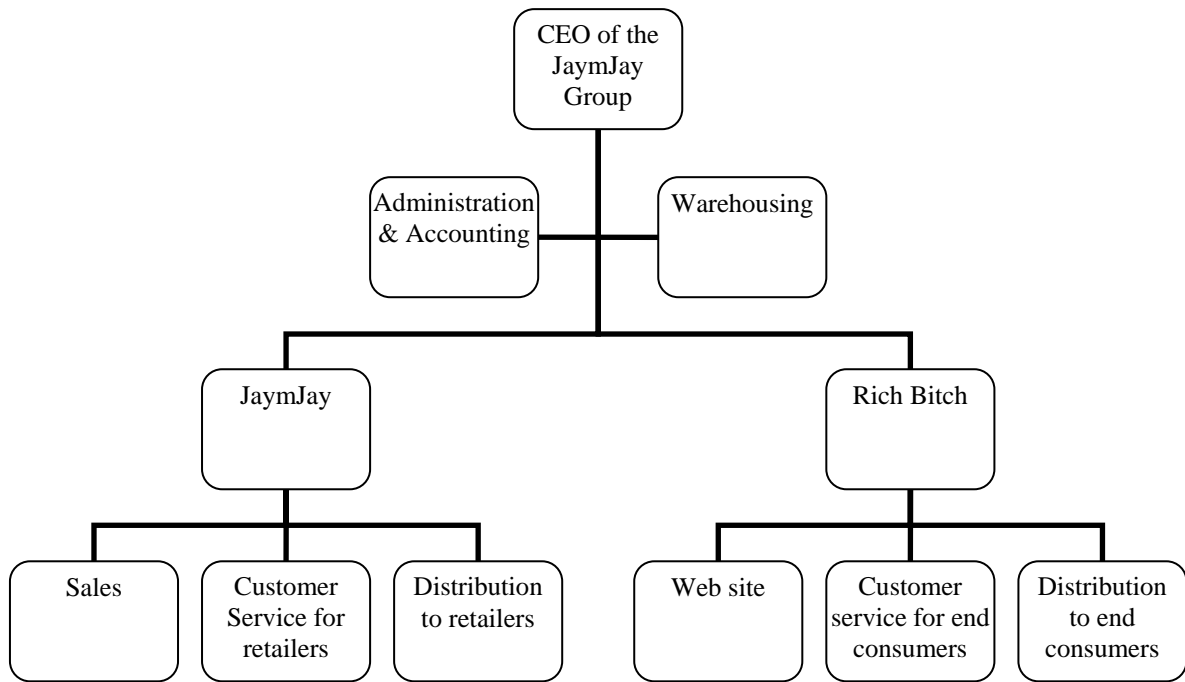 CEO of the
JaymJay
Group
Administration
& Accounting
Warehousing
JaymJay
Rich Bitch
Sales
Customer
Service for
retailers
Distribution
to retailers
Web site
Customer
service for end
consumers
Distribution
to end
consumers